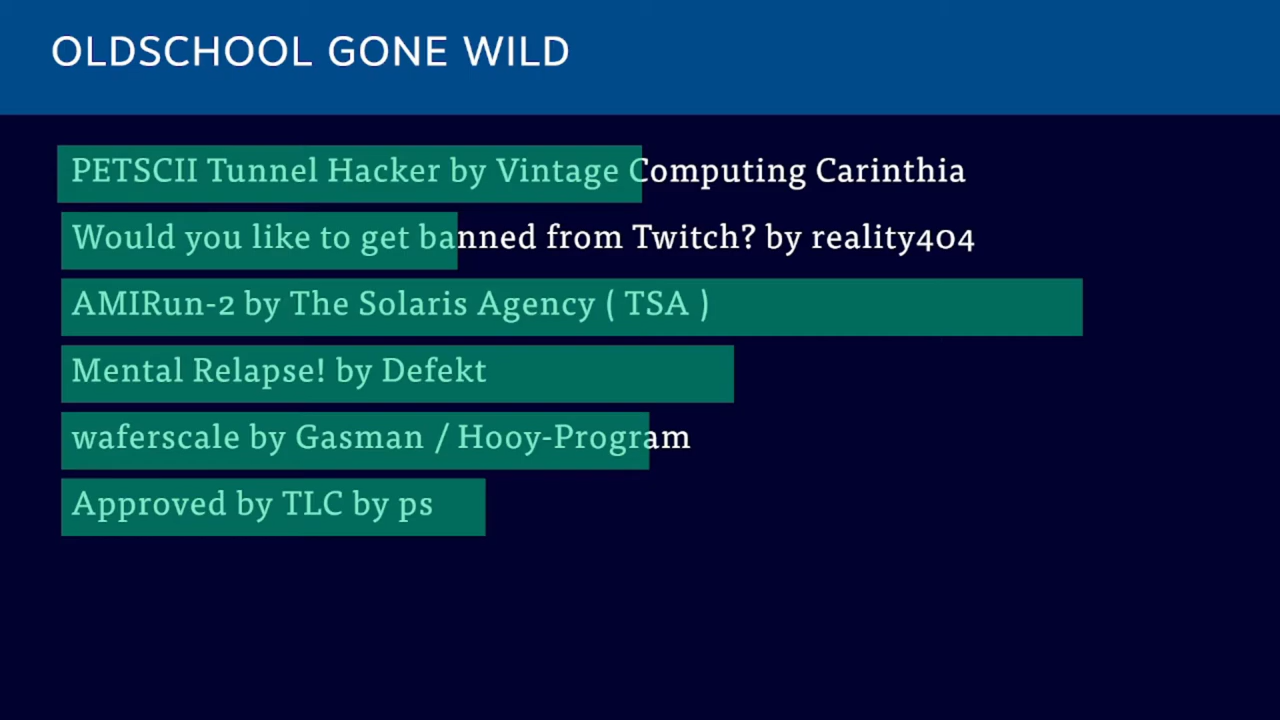 OLDSCHOOL GONE WILD
PETSCII Tunnel Hacker by Vintage Computing Carinthia
Would you like to get banned from Twitch? by reality404
AMIRun-2 by The Solaris Agency ( TSA )
Mental Relapse! by Defekt
waferscale by Gasman / Hooy-Program
Approved by TLC by ps